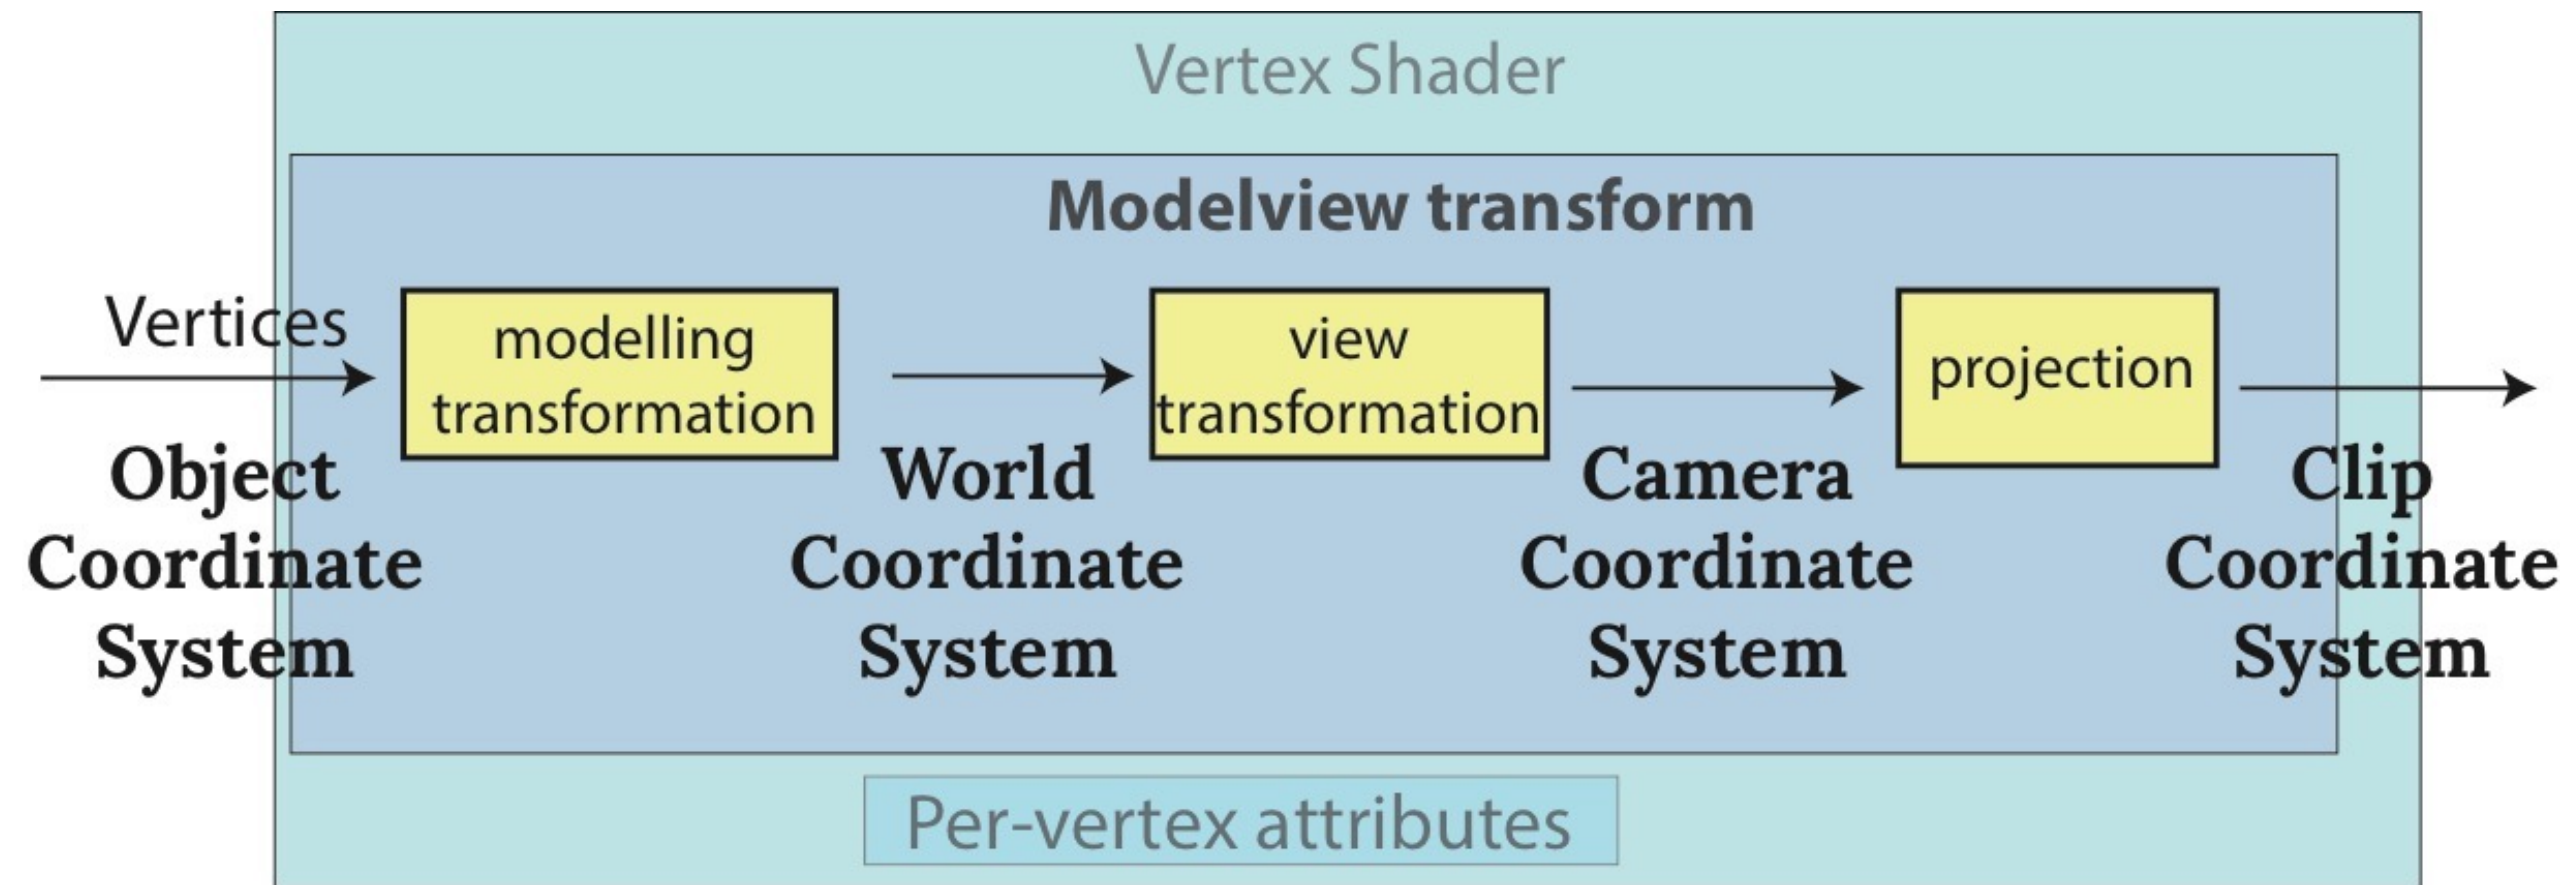 Vertex Shader
Modelview transform
Vertices
modelling
transformation
view
transformation
projection
Object
Coordinate
System
World
Coordinate
System
Camera
Coordinate
System
Clip
Coordinate
System
Per-vertex attributes